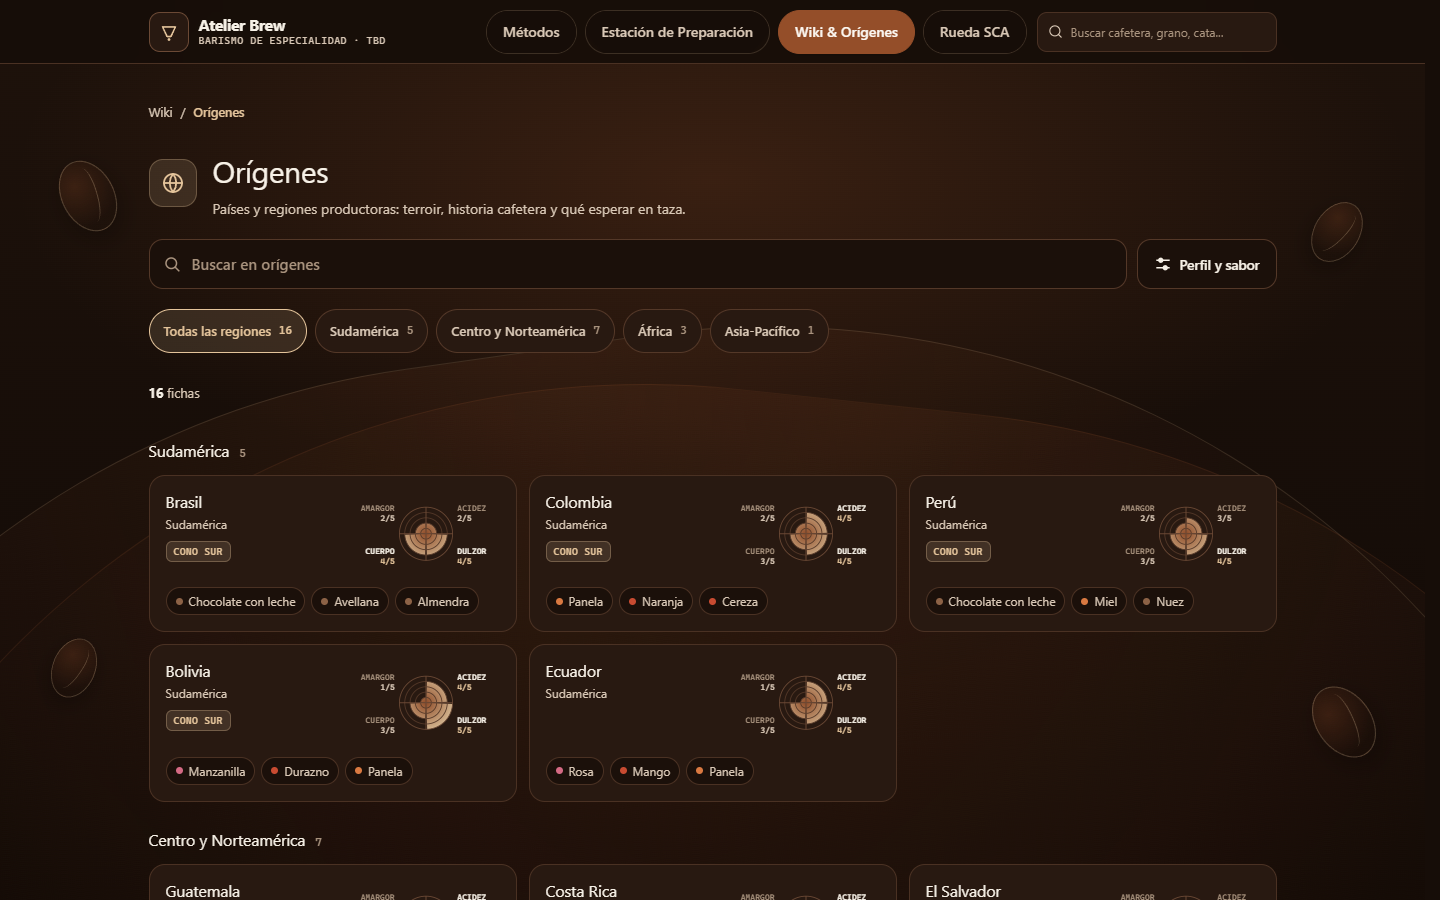 Atelier Brew
BARISMO DE ESPECIALIDAD · TBD
Métodos
Estación de Preparación
Wiki & Orígenes
Rueda SCA
Buscar cafetera, grano, cata...
Wiki / Orígenes
Orígenes
Países y regiones productoras: terroir, historia cafetera y qué esperar en taza.
Buscar en orígenes
Perfil y sabor
Todas las regiones 16
Sudamérica 5
Centro y Norteamérica 7
África 3
Asia-Pacífico 1
16 fichas
Sudamérica 5
Brasil
Sudamérica
CONO SUR
AMARGOR 2/5
ACIDEZ 2/5
CUERPO 4/5
DULZOR 4/5
Chocolate con leche
Avellana
Almendra
Colombia
Sudamérica
CONO SUR
AMARGOR 2/5
ACIDEZ 4/5
CUERPO 3/5
DULZOR 4/5
Panela
Naranja
Cereza
Perú
Sudamérica
CONO SUR
AMARGOR 2/5
ACIDEZ 3/5
CUERPO 3/5
DULZOR 4/5
Chocolate con leche
Miel
Nuez
Bolivia
Sudamérica
CONO SUR
AMARGOR 1/5
ACIDEZ 4/5
CUERPO 3/5
DULZOR 5/5
Manzanilla
Durazno
Panela
Ecuador
Sudamérica
AMARGOR 1/5
ACIDEZ 4/5
CUERPO 3/5
DULZOR 4/5
Rosa
Mango
Panela
Centro y Norteamérica 7
Guatemala
AMARGOR
ACIDEZ
Costa Rica
AMARGOR
ACIDEZ
El Salvador
AMARGOR
ACIDEZ